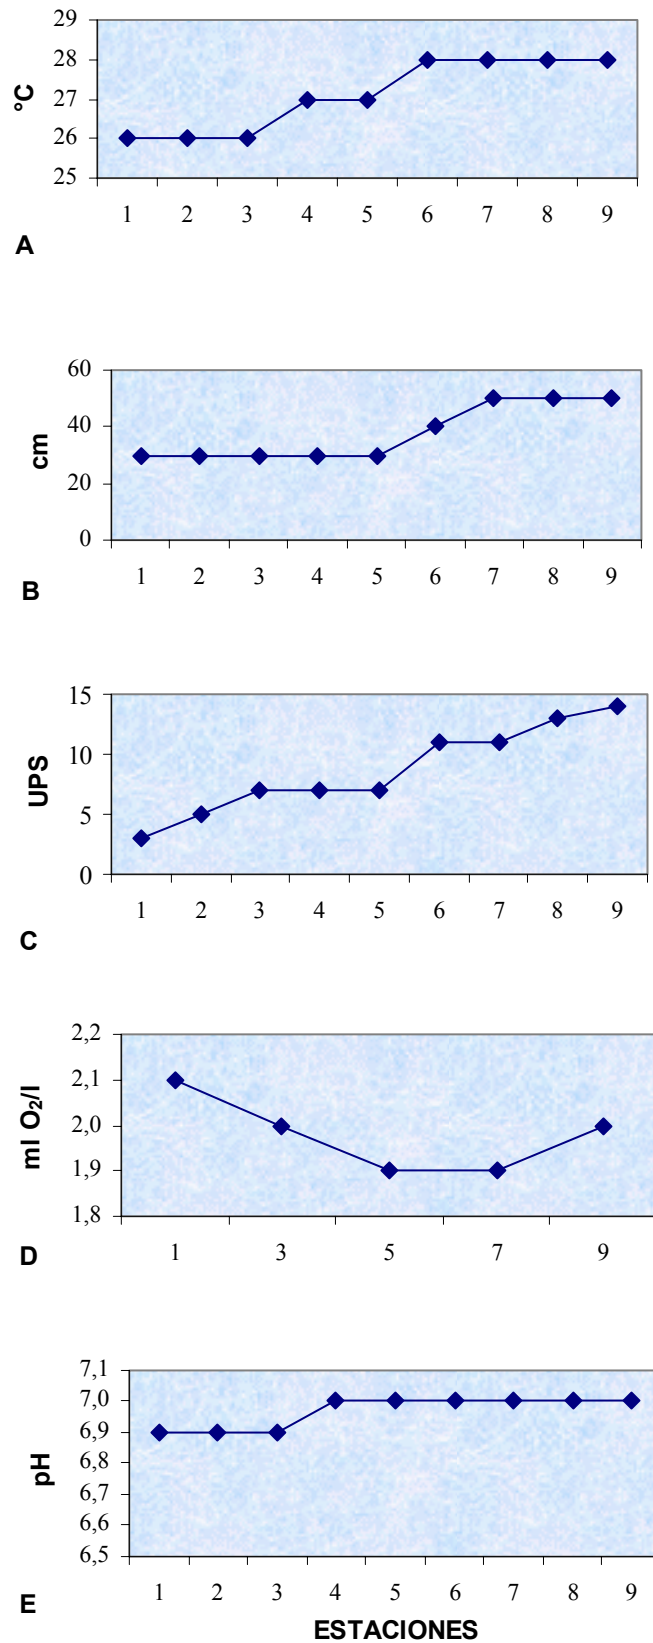 29
28
27
26
25
°C
1 2 3 4 5 6 7 8 9
A
60
40
20
0
cm
1 2 3 4 5 6 7 8 9
B
15
10
5
0
UPS
1 2 3 4 5 6 7 8 9
C
2,2
2,1
2,0
1,9
1,8
ml O₂/l
1 3 5 7 9
D
7,1
7,0
6,9
6,8
6,7
6,6
6,5
pH
1 2 3 4 5 6 7 8 9
E
ESTACIONES